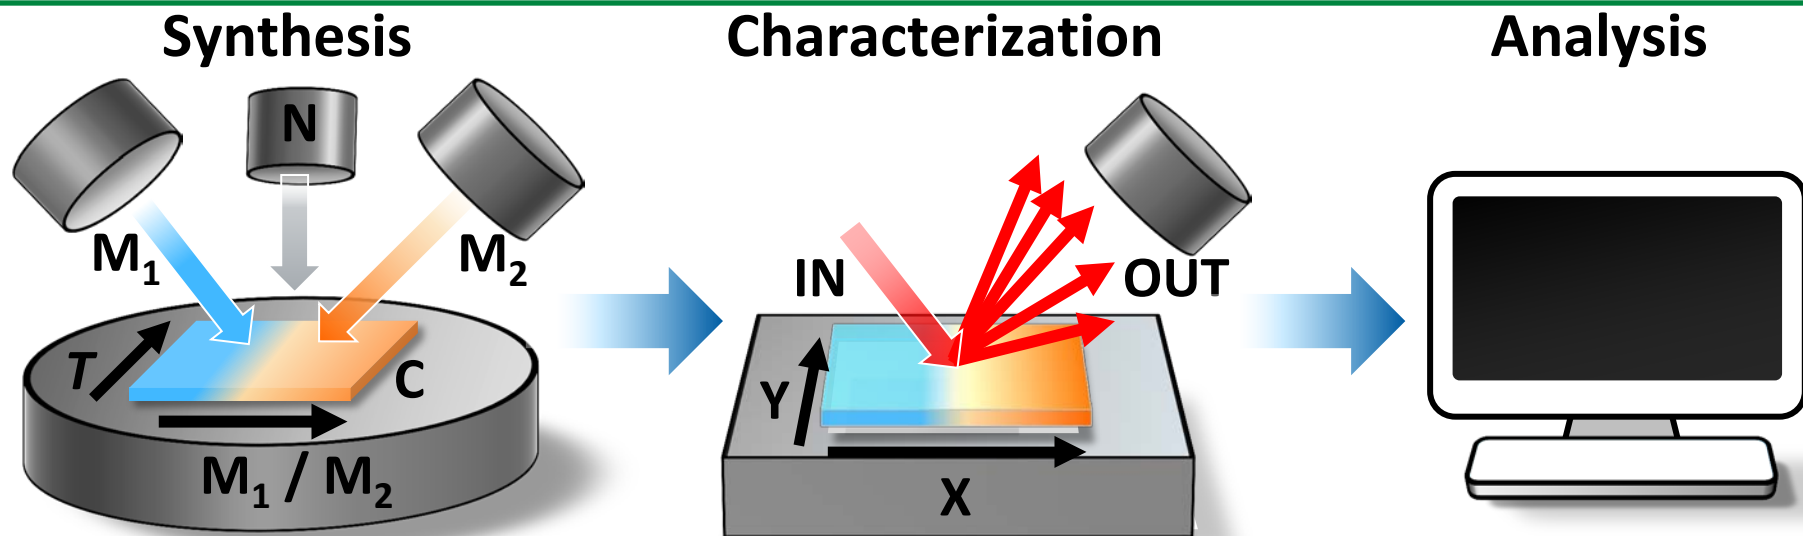 Synthesis
Characterization
Analysis
N
M₁
M₂
T
C
M₁ / M₂
IN
OUT
Y
X